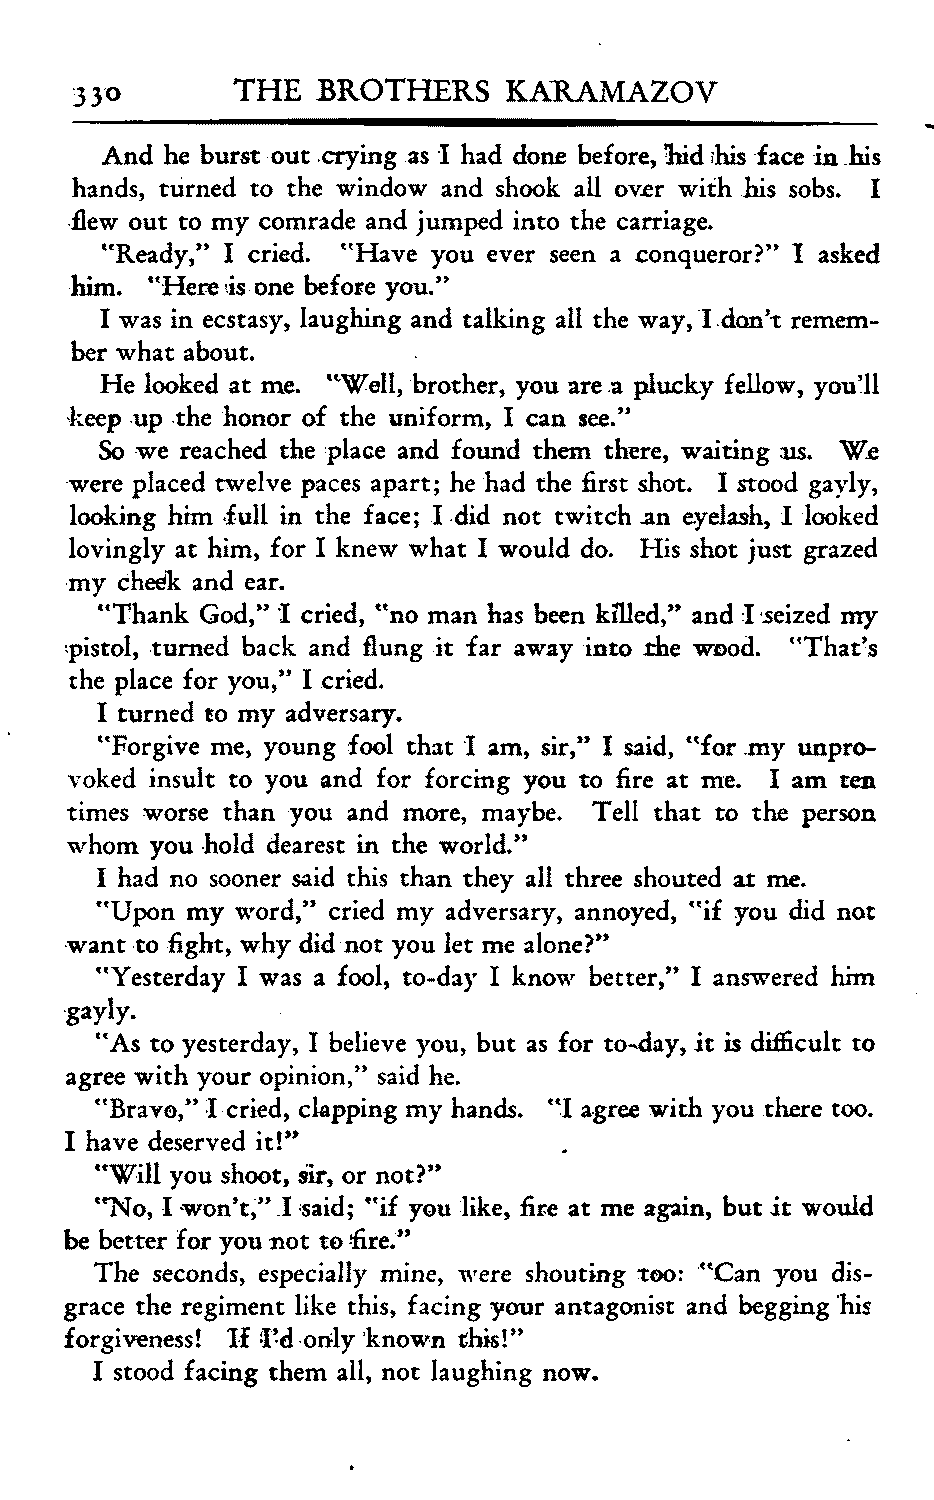 330 THE BROTHERS KARAMAZOV
And he burst out crying as I had done before, hid his face in his
hands, turned to the window and shook all over with his sobs. I
flew out to my comrade and jumped into the carriage.
"Ready," I cried. "Have you ever seen a conqueror?" I asked
him. "Here is one before you."
I was in ecstasy, laughing and talking all the way, I don't remem-
ber what about.
He looked at me. "Well, brother, you are a plucky fellow, you'll
keep up the honor of the uniform, I can see."
So we reached the place and found them there, waiting us. We
were placed twelve paces apart; he had the first shot. I stood gayly,
looking him full in the face; I did not twitch an eyelash, I looked
lovingly at him, for I knew what I would do. His shot just grazed
my cheek and ear.
"Thank God," I cried, "no man has been killed," and I seized my
pistol, turned back and flung it far away into the wood. "That's
the place for you," I cried.
I turned to my adversary.
"Forgive me, young fool that I am, sir," I said, "for my unpro-
voked insult to you and for forcing you to fire at me. I am ten
times worse than you and more, maybe. Tell that to the person
whom you hold dearest in the world."
I had no sooner said this than they all three shouted at me.
"Upon my word," cried my adversary, annoyed, "if you did not
want to fight, why did not you let me alone?"
"Yesterday I was a fool, to-day I know better," I answered him
gayly.
"As to yesterday, I believe you, but as for to-day, it is difficult to
agree with your opinion," said he.
"Bravo," I cried, clapping my hands. "I agree with you there too.
I have deserved it!"
"Will you shoot, sir, or not?"
"No, I won't," I said; "if you like, fire at me again, but it would
be better for you not to fire."
The seconds, especially mine, were shouting too: "Can you dis-
grace the regiment like this, facing your antagonist and begging his
forgiveness! If I'd only known this!"
I stood facing them all, not laughing now.